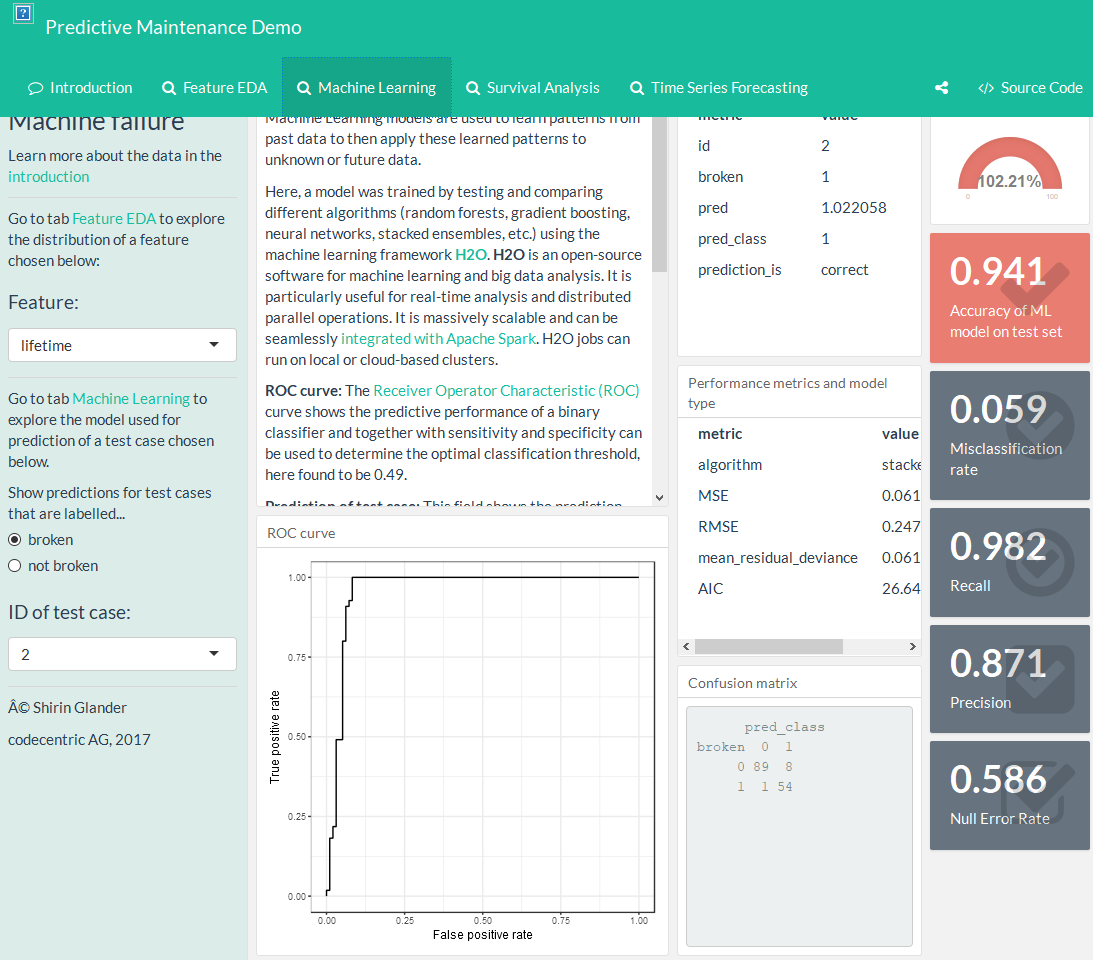 Predictive Maintenance Demo
Introduction
Feature EDA
Machine Learning
Survival Analysis
Time Series Forecasting
Source Code
Machine failure
Learn more about the data in the
introduction
Go to tab Feature EDA to explore
the distribution of a feature
chosen below:
Feature:
lifetime
Go to tab Machine Learning to
explore the model used for
prediction of a test case chosen
below.
Show predictions for test cases
that are labelled...
broken
not broken
ID of test case:
2
Â© Shirin Glander
codecentric AG, 2017
Machine Learning models are used to learn patterns from
past data to then apply these learned patterns to
unknown or future data.
Here, a model was trained by testing and comparing
different algorithms (random forests, gradient boosting,
neural networks, stacked ensembles, etc.) using the
machine learning framework H2O. H2O is an open-source
software for machine learning and big data analysis. It is
particularly useful for real-time analysis and distributed
parallel operations. It is massively scalable and can be
seamlessly integrated with Apache Spark. H2O jobs can
run on local or cloud-based clusters.
ROC curve: The Receiver Operator Characteristic (ROC)
curve shows the predictive performance of a binary
classifier and together with sensitivity and specificity can
be used to determine the optimal classification threshold,
here found to be 0.49.
Prediction of test case: This field shows the prediction
ROC curve
1.00
0.75
0.50
0.25
0.00
True positive rate
0.00 0.25 0.50 0.75 1.00
False positive rate
metric value
id 2
broken 1
pred 1.022058
pred_class 1
prediction_is correct
Performance metrics and model
type
metric value
algorithm stacke
MSE 0.061
RMSE 0.247
mean_residual_deviance 0.061
AIC 26.64
Confusion matrix
pred_class
broken 0 1
0 89 8
1 1 54
102.21%
0 100
0.941
Accuracy of ML
model on test set
0.059
Misclassification
rate
0.982
Recall
0.871
Precision
0.586
Null Error Rate